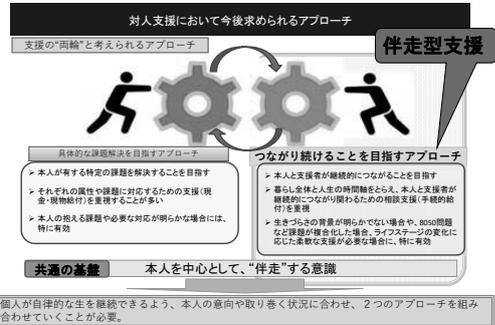 対人支援において今後求められるアプローチ
支援の“両輪”と考えられるアプローチ
伴走型支援
具体的な課題解決を目指すアプローチ
➢ 本人が有する特定の課題を解決することを目指す
➢ それぞれの属性や課題に対応するための支援(現
金・現物給付)を重視することが多い
➢ 本人の抱える課題や必要な対応が明らかな場合には、
特に有効
つながり続けることを目指すアプローチ
➢ 本人と支援者が継続的につながることを目指す
➢ 暮らし全体と人生の時間軸をとらえ、本人と支援者が
継続的につながり関わるための相談支援(手続的給
付)を重視
➢ 生きづらさの背景が明らかでない場合や、8050問題
など課題が複合化した場合、ライフステージの変化に
応じた柔軟な支援が必要な場合に、特に有効
共通の基盤
本人を中心として、“伴走”する意識
個人が自律的な生を継続できるよう、本人の意向や取り巻く状況に合わせ、2つのアプローチを組み
合わせていくことが必要。